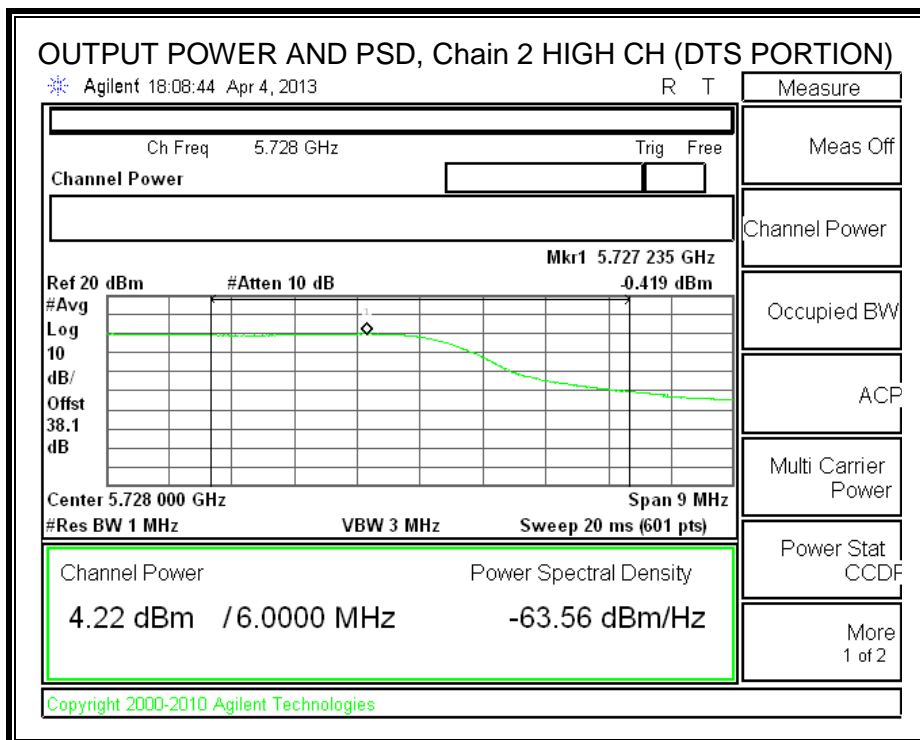 OUTPUT POWER AND PSD, Chain 2 HIGH CH (DTS PORTION)
Agilent 18:08:44 Apr 4, 2013 R T
Measure
Ch Freq 5.728 GHz Trig Free
Meas Off
Channel Power
Channel Power
Mkr1 5.727 235 GHz
Ref 20 dBm #Atten 10 dB -0.419 dBm
#Avg
Log
10
dB/
Offst
38.1
dB
1
Occupied BW
ACP
Multi Carrier
Power
Center 5.728 000 GHz Span 9 MHz
#Res BW 1 MHz VBW 3 MHz Sweep 20 ms (601 pts)
Power Stat
CCDF
Channel Power Power Spectral Density
4.22 dBm / 6.0000 MHz -63.56 dBm/Hz
More
1 of 2
Copyright 2000-2010 Agilent Technologies